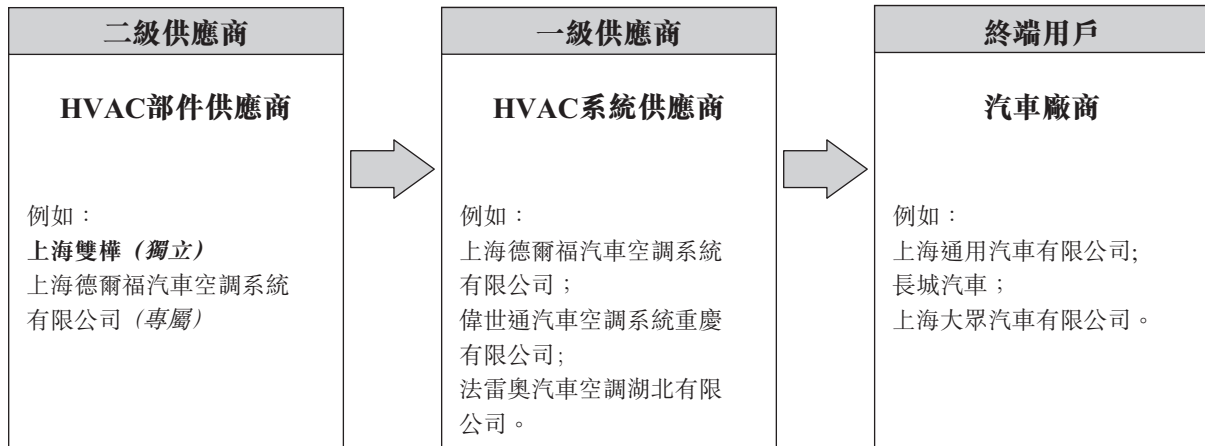 二級供應商
HVAC部件供應商
例如：
上海雙樺（獨立）
上海德爾福汽車空調系統
有限公司（專屬）
一級供應商
HVAC系統供應商
例如：
上海德爾福汽車空調系統
有限公司；
偉世通汽車空調系統重慶
有限公司;
法雷奧汽車空調湖北有限
公司。
終端用戶
汽車廠商
例如：
上海通用汽車有限公司;
長城汽車；
上海大眾汽車有限公司。